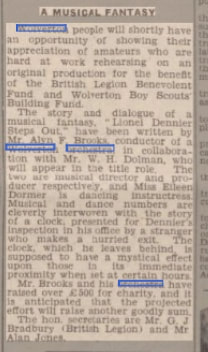 A MUSICAL FANTASY
people will shortly have
an opportunity of showing their
appreciation of amateurs who are
hard at work rehearsing on an
original production for the benefit
of the British Legion Benevolent
Fund and Wolverton Boy Scouts'
Building Fund.
The story and dialogue of a
musical fantasy, "Lionel Dennier
Steps Out," have been written by
Mr. Alyn F. Brooks, conductor of a
in collabora-
tion with Mr. W. H. Dolman, who
will appear in the title role. The
two are musical director and pro-
ducer respectively, and Miss Eileen
Dormer is dancing instructress.
Musical and dance numbers are
cleverly interwoven with the story
of a clock, presented for Dennier's
inspection in his office by a stranger
who makes a hurried exit. The
clock, which he leaves behind is
supposed to have a mystical effect
upon those in its immediate
proximity when set at certain hours.
Mr. Brooks and his have
raised over £500 for charity, and it
is anticipated that the projected
effort will raise another goodly sum.
The hon. secretaries are Mr. G. J.
Bradbury (British Legion) and Mr.
Alan Jones.